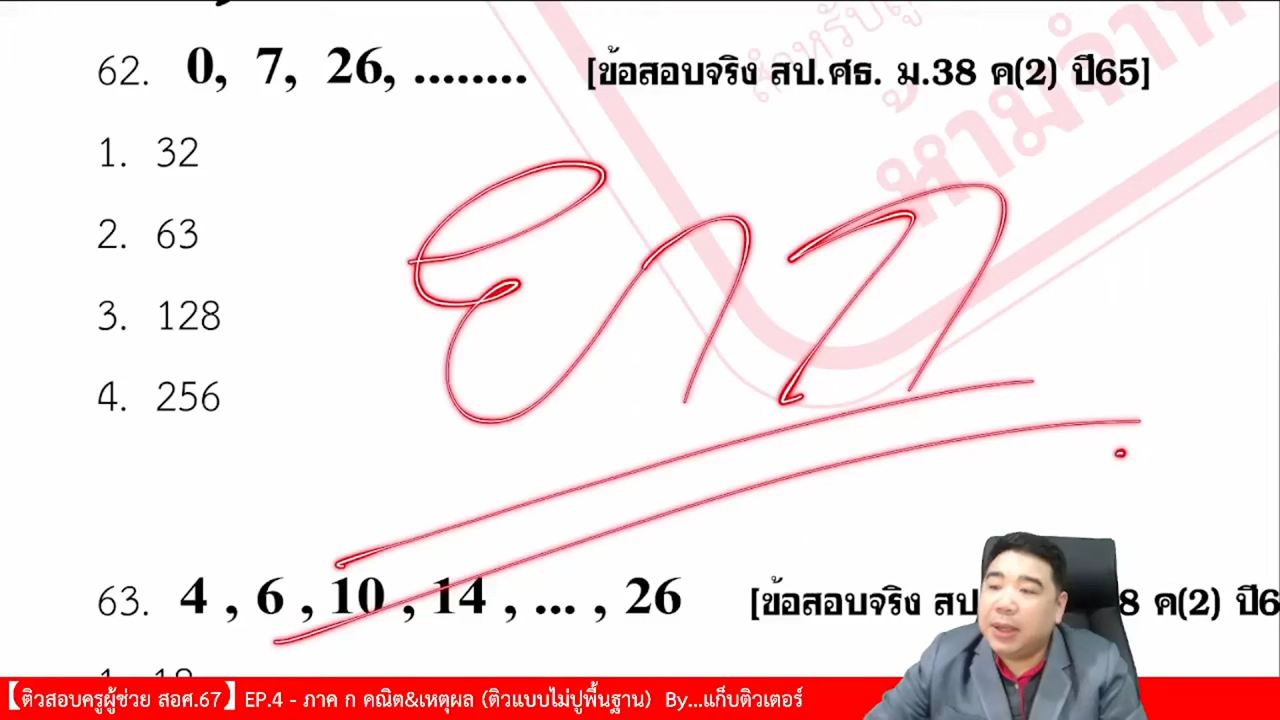 62. 0, 7, 26, ........ [ข้อสอบจริง สป.ศธ. ม.38 ค(2) ปี65]
1. 32
2. 63
3. 128
4. 256
ยาก
63. 4 , 6 , 10 , 14 , ... , 26 [ข้อสอบจริง สป 8 ค(2) ปี6
【ติวสอบครูผู้ช่วย สอศ.67】 EP.4 - ภาค ก คณิต&เหตุผล (ติวแบบไม่ปูพื้นฐาน) By...แก็บติวเตอร์